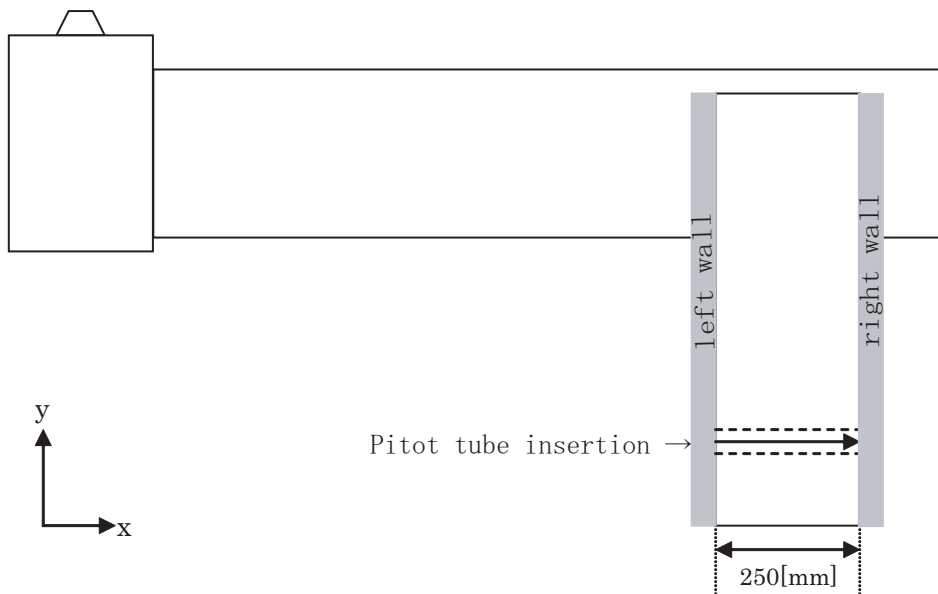 left wall
right wall
y
Pitot tube insertion →
x
250[mm]